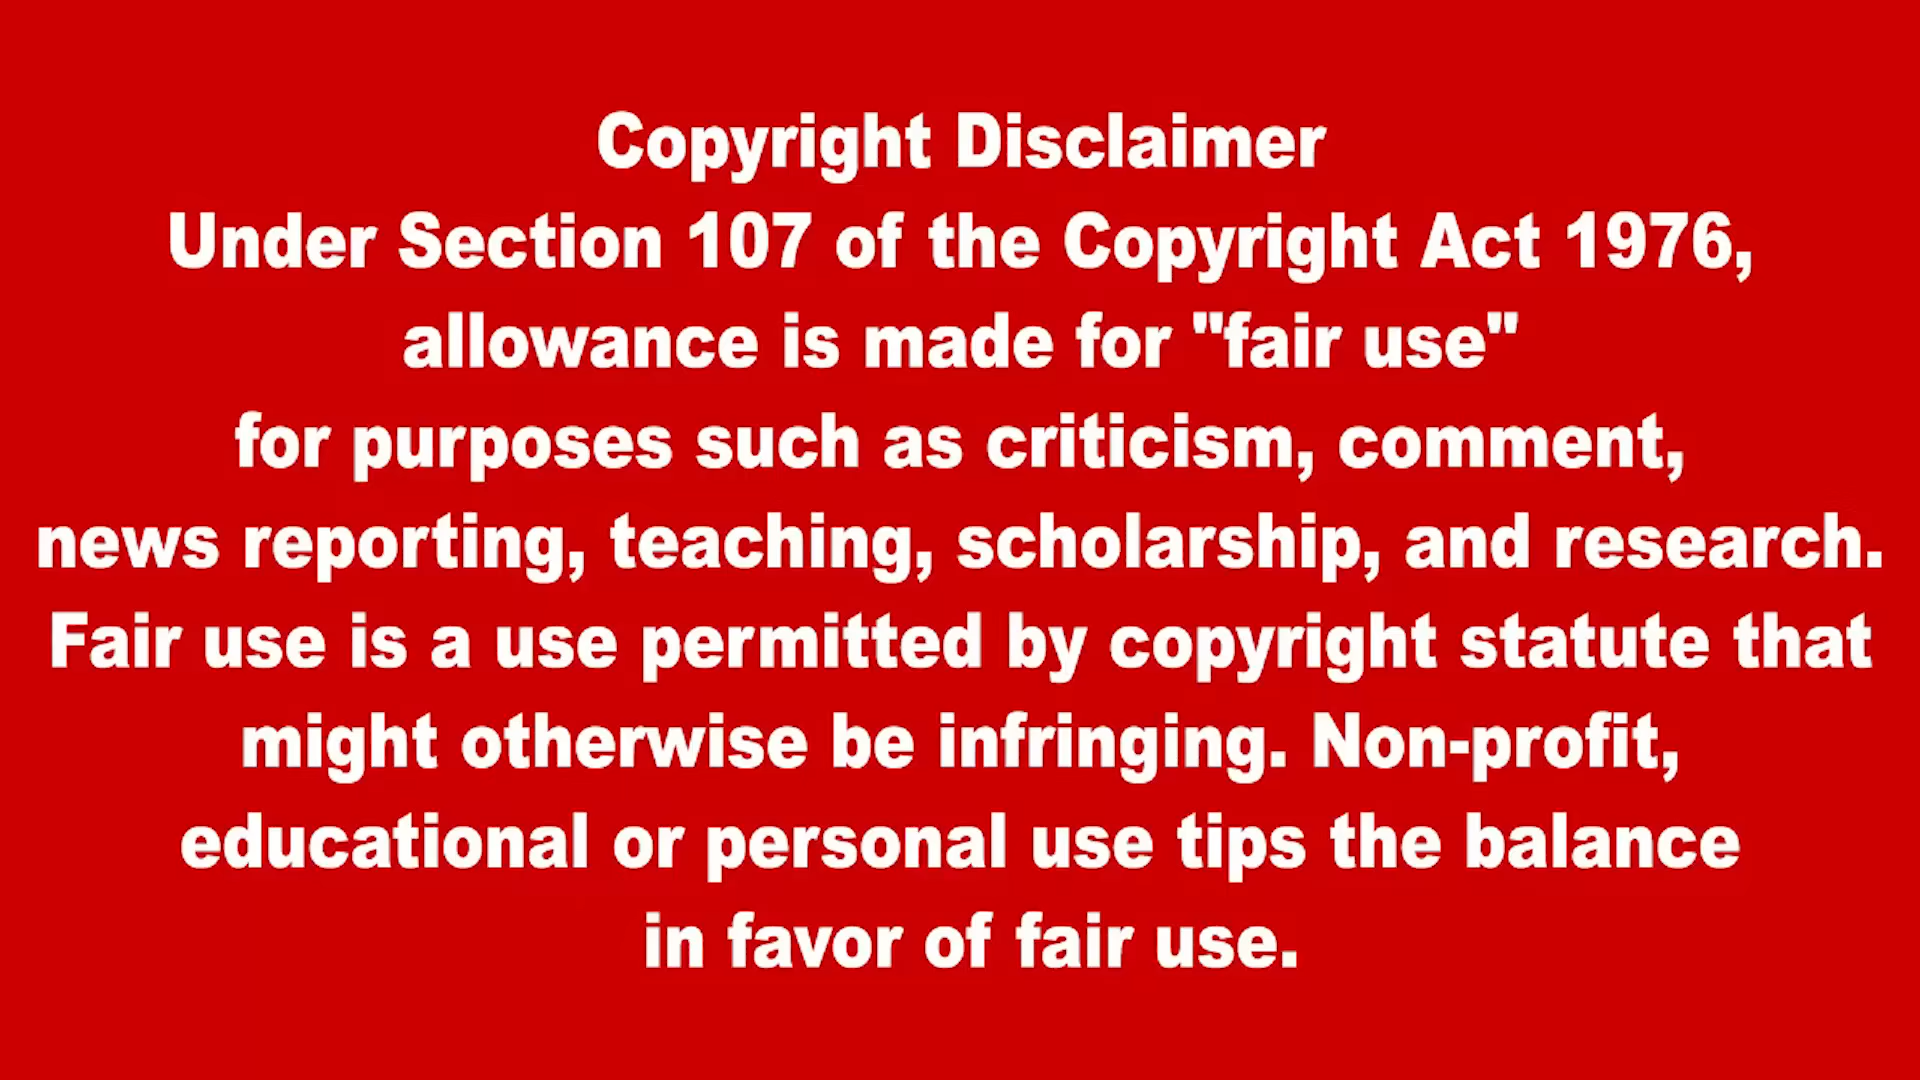 Copyright Disclaimer
Under Section 107 of the Copyright Act 1976,
allowance is made for "fair use"
for purposes such as criticism, comment,
news reporting, teaching, scholarship, and research.
Fair use is a use permitted by copyright statute that
might otherwise be infringing. Non-profit,
educational or personal use tips the balance
in favor of fair use.